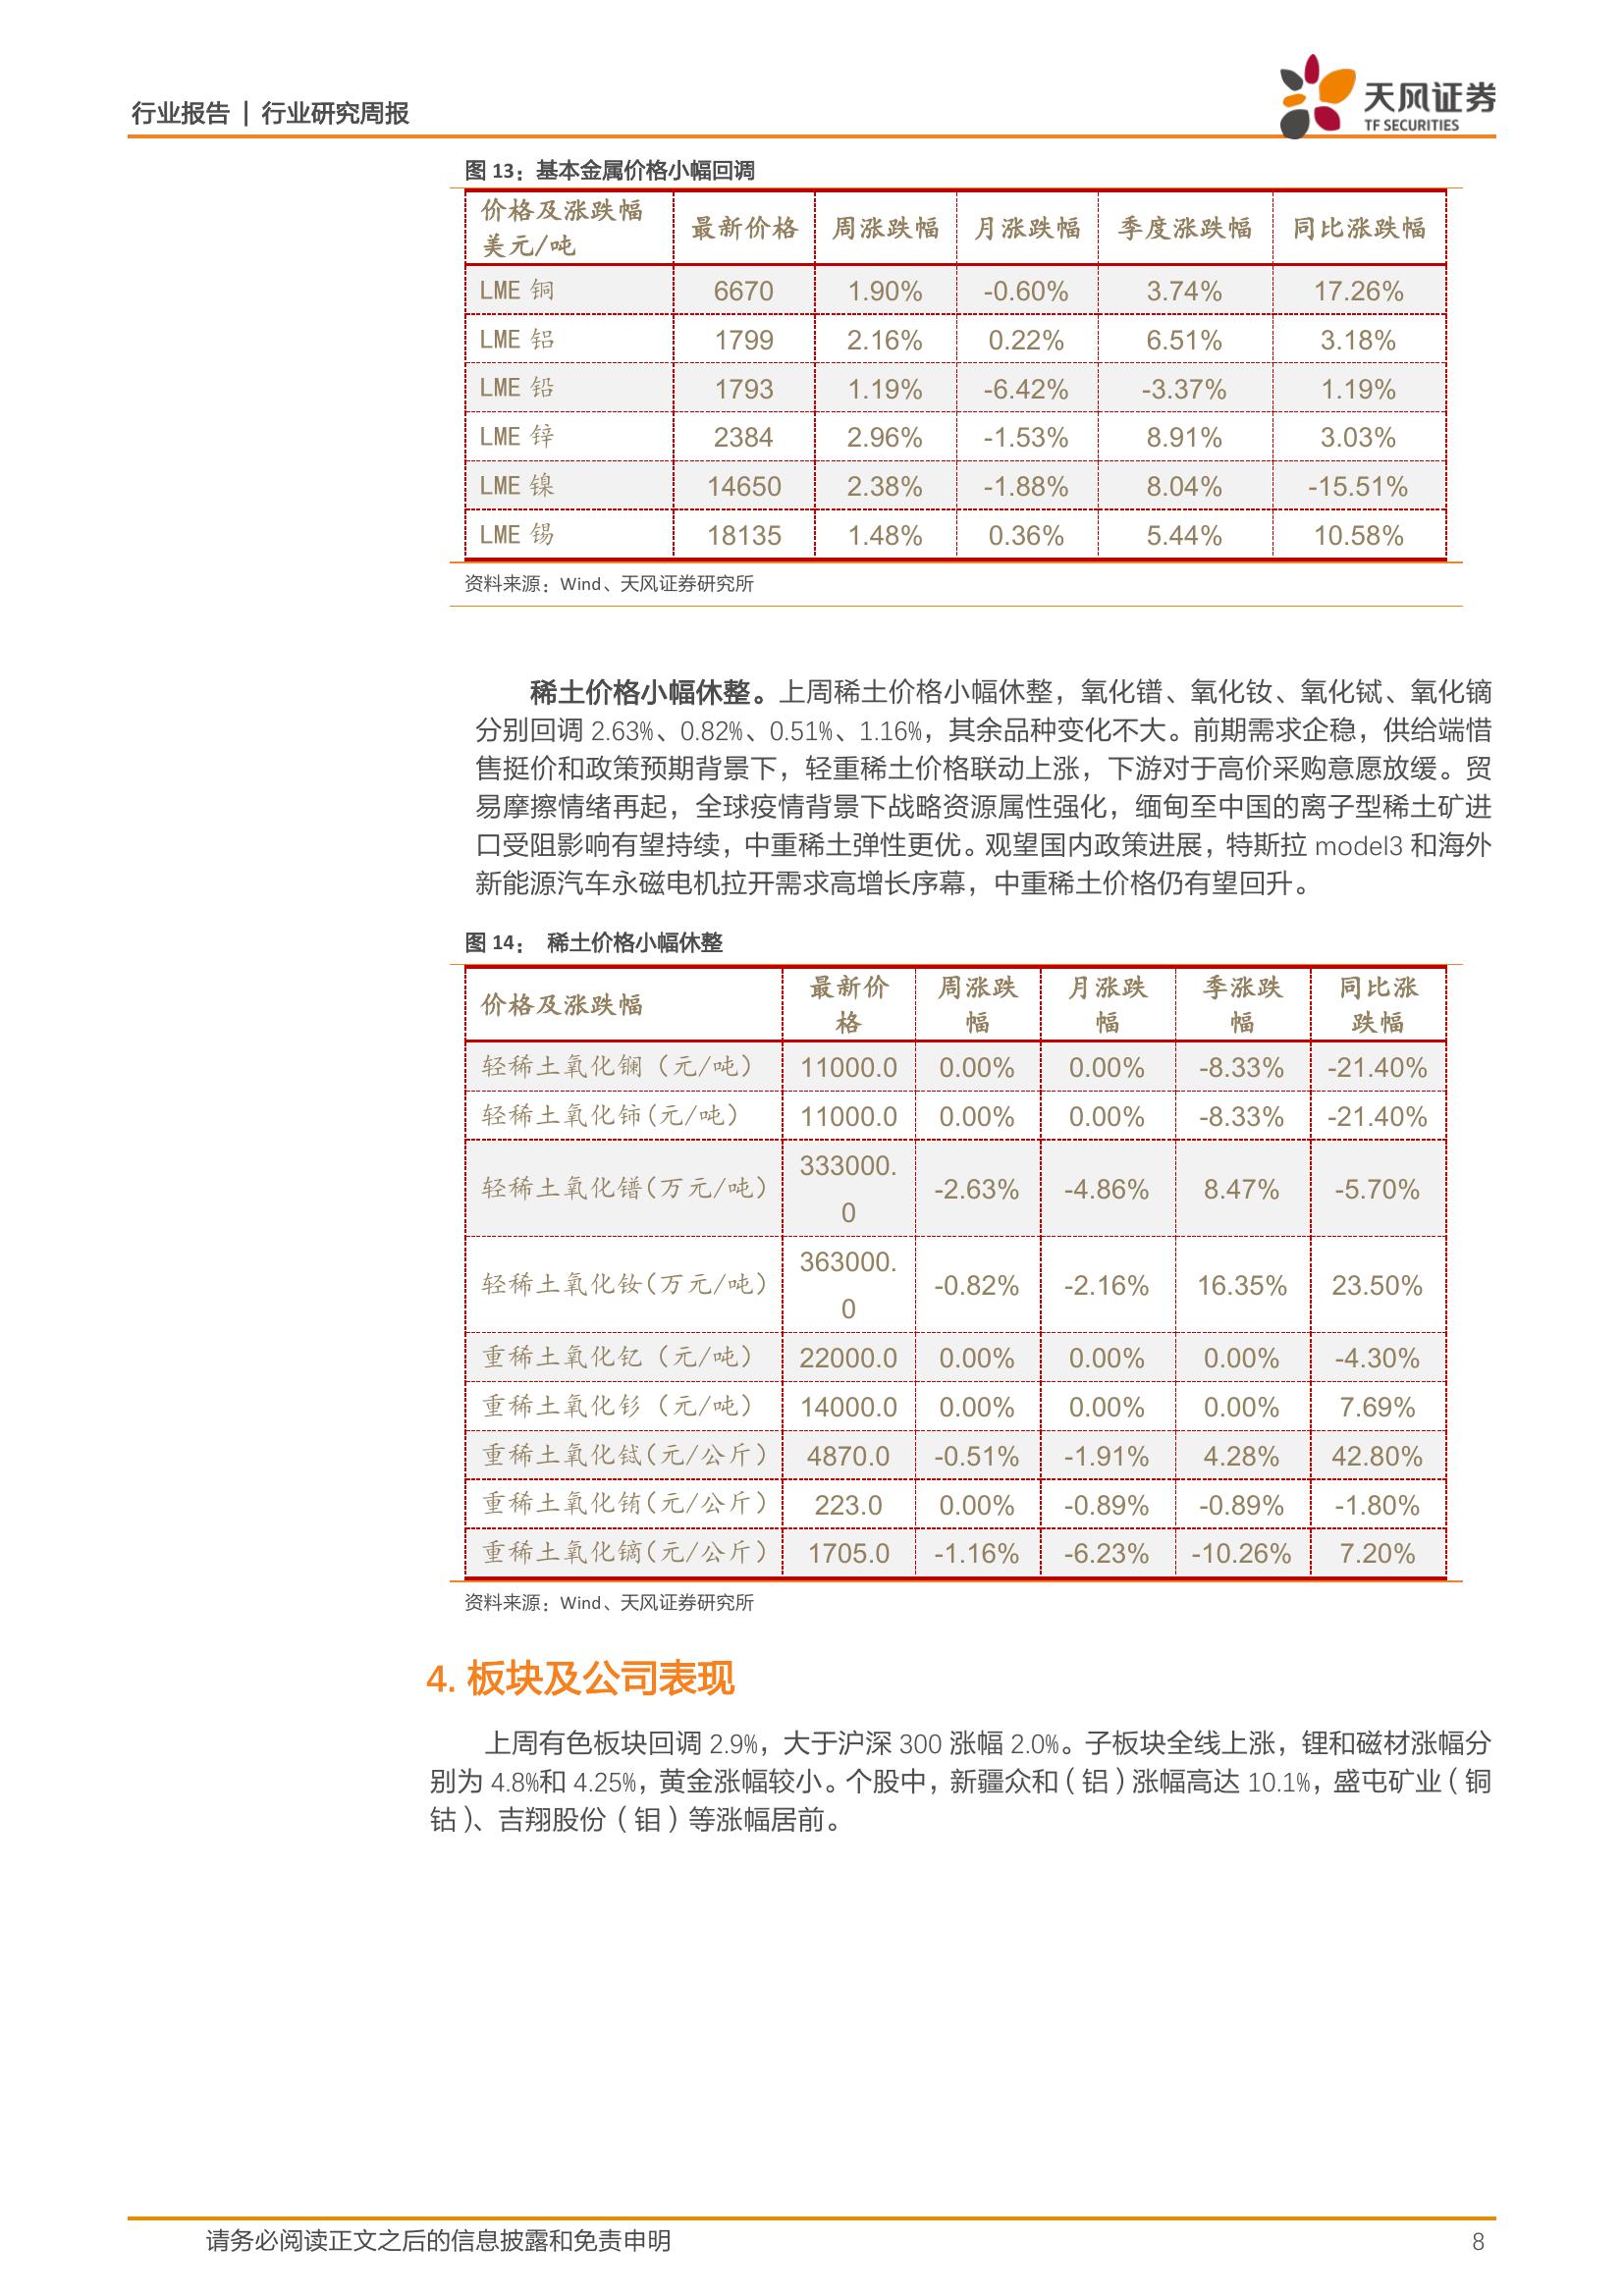 行业报告 | 行业研究周报
天风证券
TF SECURITIES
图 13：基本金属价格小幅回调
价格及涨跌幅
美元/吨 最新价格 周涨跌幅 月涨跌幅 季度涨跌幅 同比涨跌幅
LME 铜 6670 1.90% -0.60% 3.74% 17.26%
LME 铝 1799 2.16% 0.22% 6.51% 3.18%
LME 铅 1793 1.19% -6.42% -3.37% 1.19%
LME 锌 2384 2.96% -1.53% 8.91% 3.03%
LME 镍 14650 2.38% -1.88% 8.04% -15.51%
LME 锡 18135 1.48% 0.36% 5.44% 10.58%
资料来源：Wind、天风证券研究所
稀土价格小幅休整。上周稀土价格小幅休整，氧化镨、氧化钕、氧化铽、氧化镝
分别回调 2.63%、0.82%、0.51%、1.16%，其余品种变化不大。前期需求企稳，供给端惜
售挺价和政策预期背景下，轻重稀土价格联动上涨，下游对于高价采购意愿放缓。贸
易摩擦情绪再起，全球疫情背景下战略资源属性强化，缅甸至中国的离子型稀土矿进
口受阻影响有望持续，中重稀土弹性更优。观望国内政策进展，特斯拉 model3 和海外
新能源汽车永磁电机拉开需求高增长序幕，中重稀土价格仍有望回升。
图 14： 稀土价格小幅休整
价格及涨跌幅 最新价格 周涨跌幅 月涨跌幅 季涨跌幅 同比涨跌幅
轻稀土氧化镧（元/吨） 11000.0 0.00% 0.00% -8.33% -21.40%
轻稀土氧化铈(元/吨） 11000.0 0.00% 0.00% -8.33% -21.40%
轻稀土氧化镨(万元/吨） 333000.0 -2.63% -4.86% 8.47% -5.70%
轻稀土氧化钕(万元/吨） 363000.0 -0.82% -2.16% 16.35% 23.50%
重稀土氧化钇（元/吨） 22000.0 0.00% 0.00% 0.00% -4.30%
重稀土氧化钐（元/吨） 14000.0 0.00% 0.00% 0.00% 7.69%
重稀土氧化铽(元/公斤） 4870.0 -0.51% -1.91% 4.28% 42.80%
重稀土氧化铕(元/公斤） 223.0 0.00% -0.89% -0.89% -1.80%
重稀土氧化镝(元/公斤） 1705.0 -1.16% -6.23% -10.26% 7.20%
资料来源：Wind、天风证券研究所
4. 板块及公司表现
上周有色板块回调 2.9%，大于沪深 300 涨幅 2.0%。子板块全线上涨，锂和磁材涨幅分
别为 4.8%和 4.25%，黄金涨幅较小。个股中，新疆众和（铝）涨幅高达 10.1%，盛屯矿业（铜
钴）、吉翔股份（钼）等涨幅居前。
请务必阅读正文之后的信息披露和免责申明 8